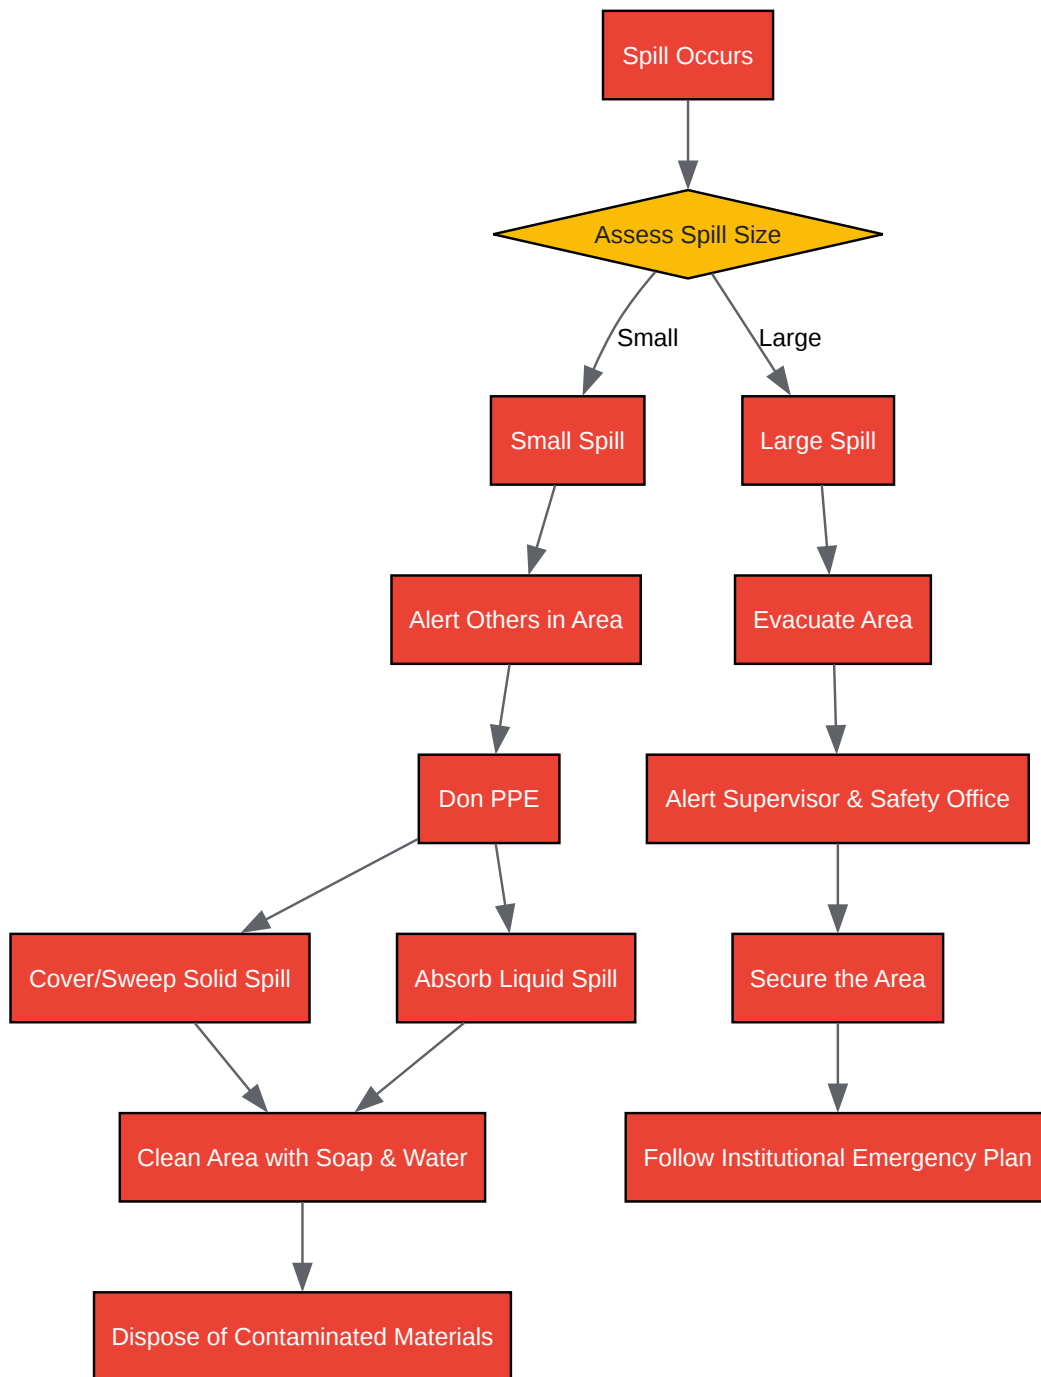 Spill Occurs
Assess Spill Size
Small
Large
Small Spill
Large Spill
Alert Others in Area
Evacuate Area
Don PPE
Alert Supervisor & Safety Office
Cover/Sweep Solid Spill
Absorb Liquid Spill
Secure the Area
Clean Area with Soap & Water
Follow Institutional Emergency Plan
Dispose of Contaminated Materials